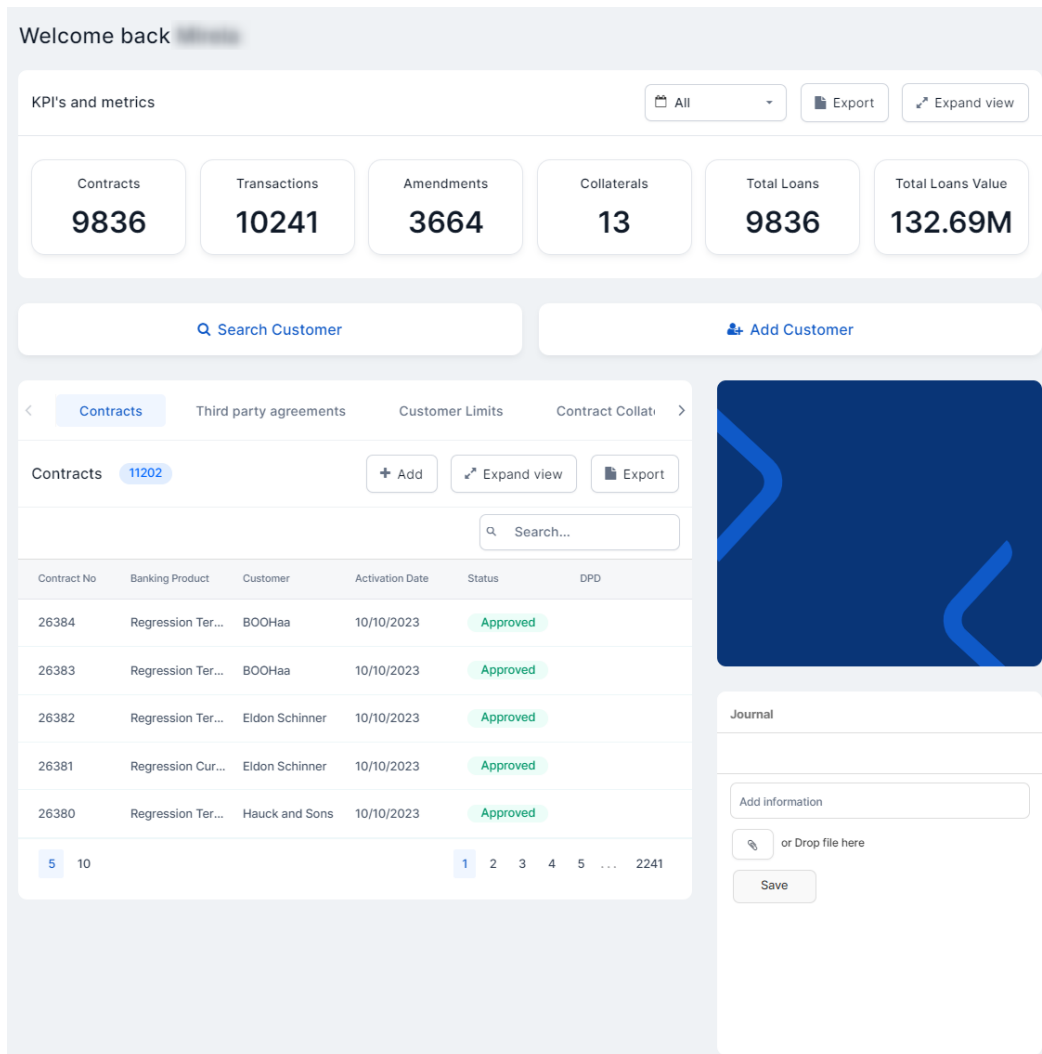 Welcome back
KPI's and metrics
All
Export
Expand view
Contracts
9836
Transactions
10241
Amendments
3664
Collaterals
13
Total Loans
9836
Total Loans Value
132.69M
Search Customer
Add Customer
Contracts Third party agreements Customer Limits Contract Collat
Contracts 11202
+ Add
Expand view
Export
Search...
Contract No Banking Product Customer Activation Date Status DPD
26384 Regression Ter... BOOHaa 10/10/2023 Approved
26383 Regression Ter... BOOHaa 10/10/2023 Approved
26382 Regression Ter... Eldon Schinner 10/10/2023 Approved
26381 Regression Cur... Eldon Schinner 10/10/2023 Approved
26380 Regression Ter... Hauck and Sons 10/10/2023 Approved
5 10
1 2 3 4 5 ... 2241
Journal
Add information
or Drop file here
Save